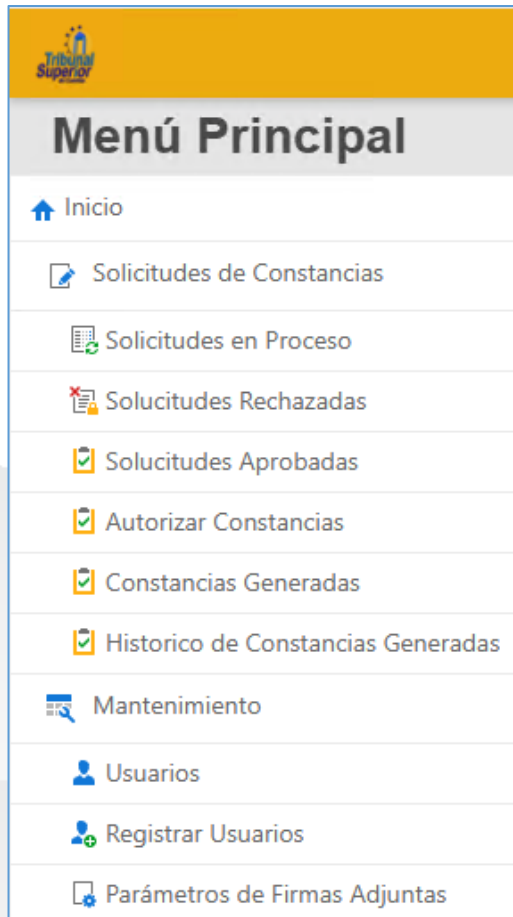 Tribunal
Superior
Menú Principal
Inicio
Solicitudes de Constancias
Solicitudes en Proceso
Solucitudes Rechazadas
Solucitudes Aprobadas
Autorizar Constancias
Constancias Generadas
Historico de Constancias Generadas
Mantenimiento
Usuarios
Registrar Usuarios
Parámetros de Firmas Adjuntas